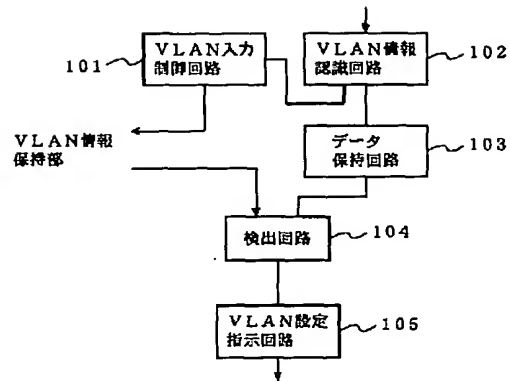 101
VLAN入力
制御回路
VLAN情報
認識回路
102
VLAN情報
保持部
データ
保持回路
103
検出回路
104
VLAN設定
指示回路
105